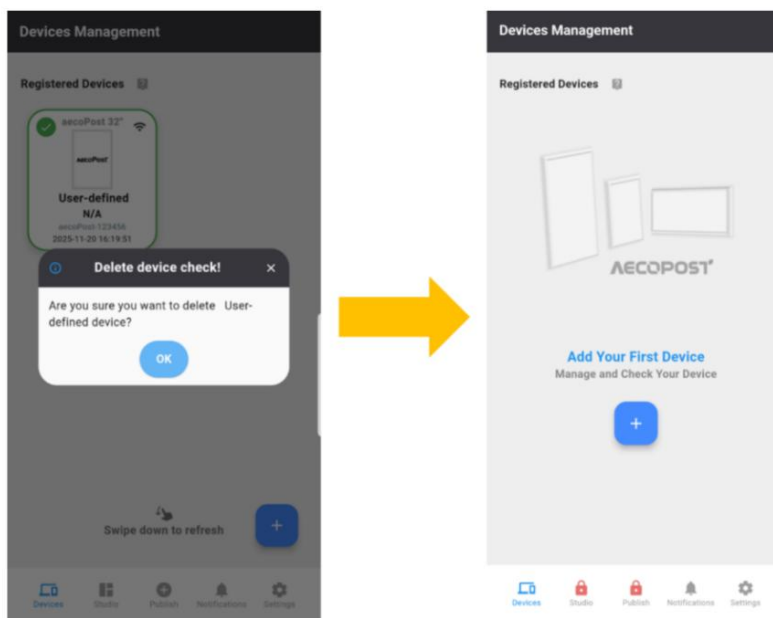 Devices Management
Registered Devices
aecoPost 32"
AECOPOST
User-defined
N/A
aecoPost-123456
2025-11-20 16:19:51
Delete device check!
Are you sure you want to delete User-
defined device?
OK
Swipe down to refresh
Devices Studio Publish Notifications Settings
Devices Management
Registered Devices
AECOPOST
Add Your First Device
Manage and Check Your Device
Devices Studio Publish Notifications Settings